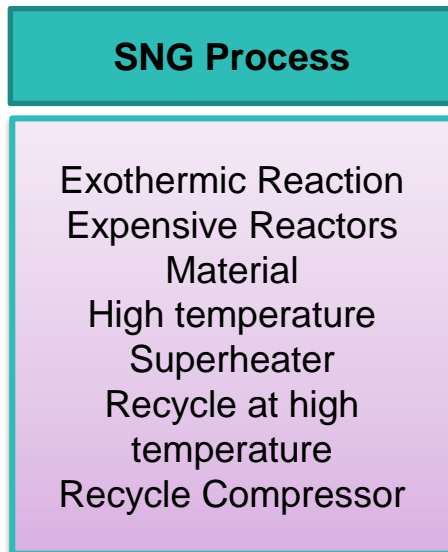 SNG Process
Exothermic Reaction
Expensive Reactors
Material
High temperature
Superheater
Recycle at high
temperature
Recycle Compressor